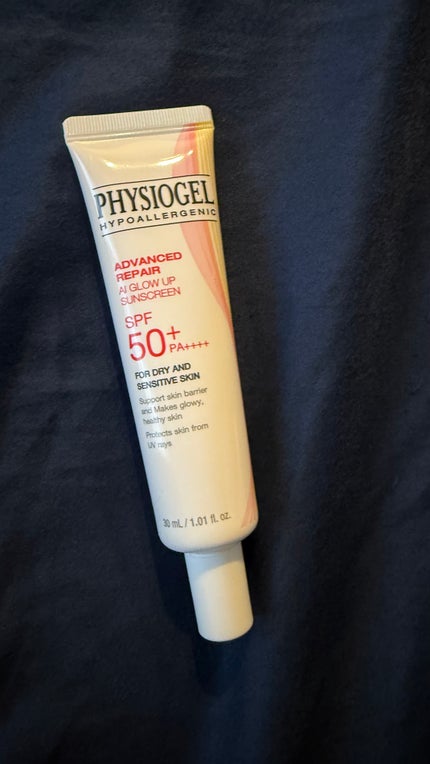 PHYSIOGEL
HYPOALLERGENIC
ADVANCED
REPAIR
AI GLOW UP
SUNSCREEN
SPF
50+
PA++++
FOR DRY AND
SENSITIVE SKIN
Support skin barrier
and Makes glowy,
healthy skin
Protects skin from
UV rays
30 mL / 1.01 fl. oz.